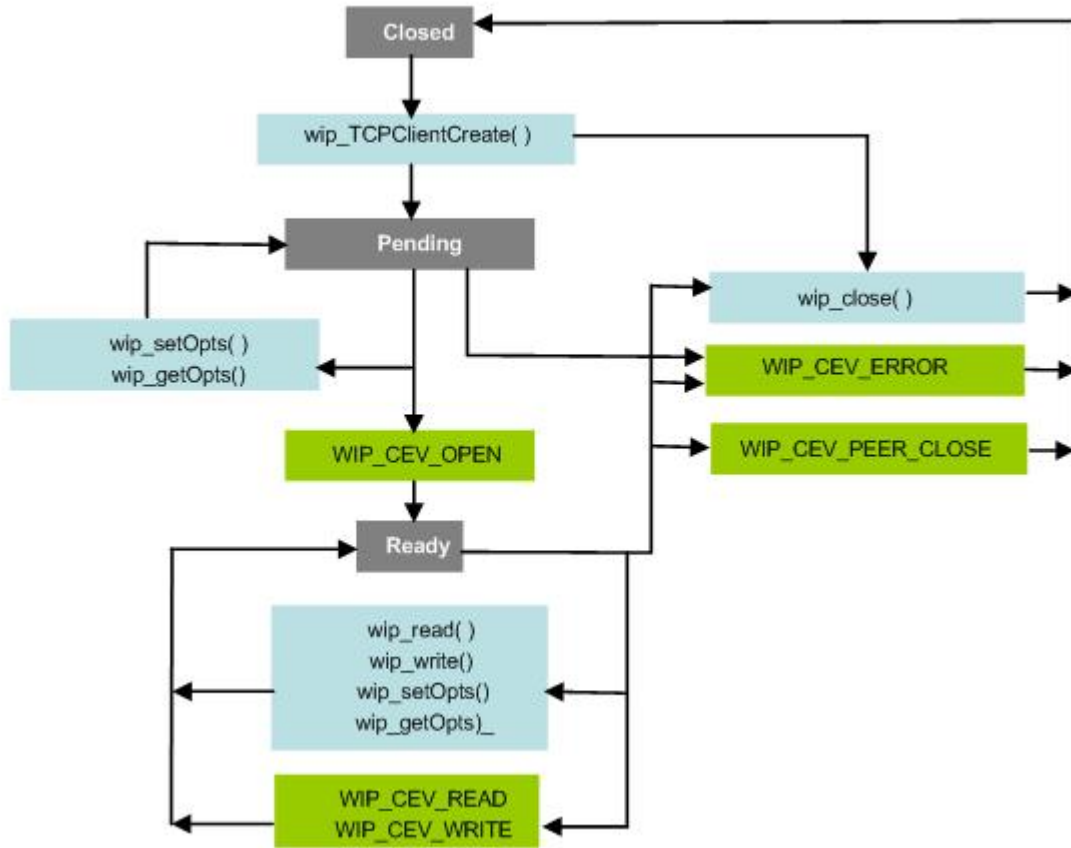 Closed
wip_TCPClientCreate( )
Pending
wip_close( )
wip_setOpts( )
wip_getOpts()
WIP_CEV_ERROR
WIP_CEV_OPEN
WIP_CEV_PEER_CLOSE
Ready
wip_read( )
wip_write()
wip_setOpts()
wip_getOpts)_
WIP_CEV_READ
WIP_CEV_WRITE